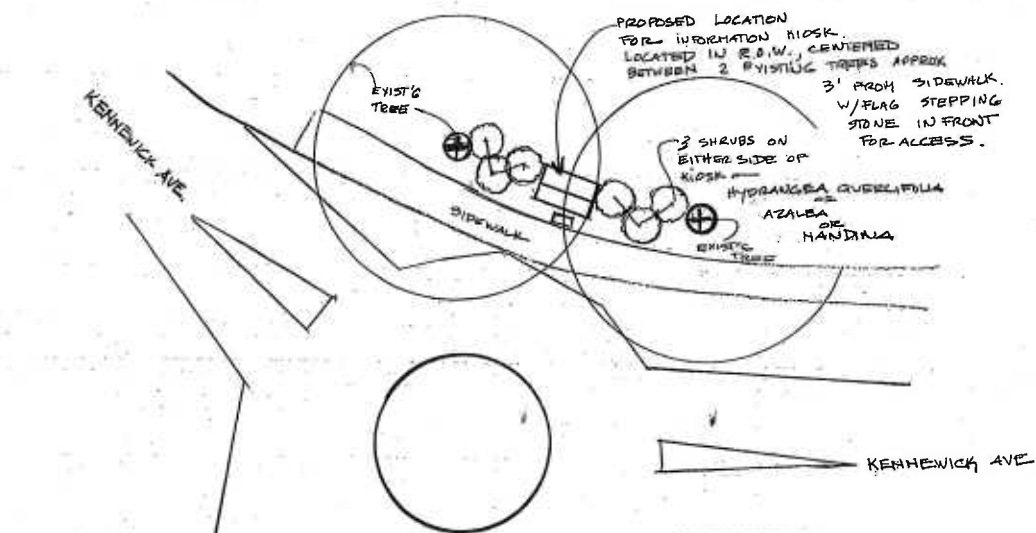 PROPOSED LOCATION
FOR INFORMATION KIOSK.
LOCATED IN R.O.W., CENTERED
BETWEEN 2 EXISTING TREES APPROX
3' FROM SIDEWALK.
W/FLAG STEPPING
STONE IN FRONT
FOR ACCESS.
EXIST'G
TREE
KENNEWICK AVE.
3 SHRUBS ON
EITHER SIDE OF
KIOSK —
HYDRANGEA QUERCIFOLIA
OR
AZALEA
OR
NANDINA
SIDEWALK
EXIST'G
TREE
KENNEWICK AVE